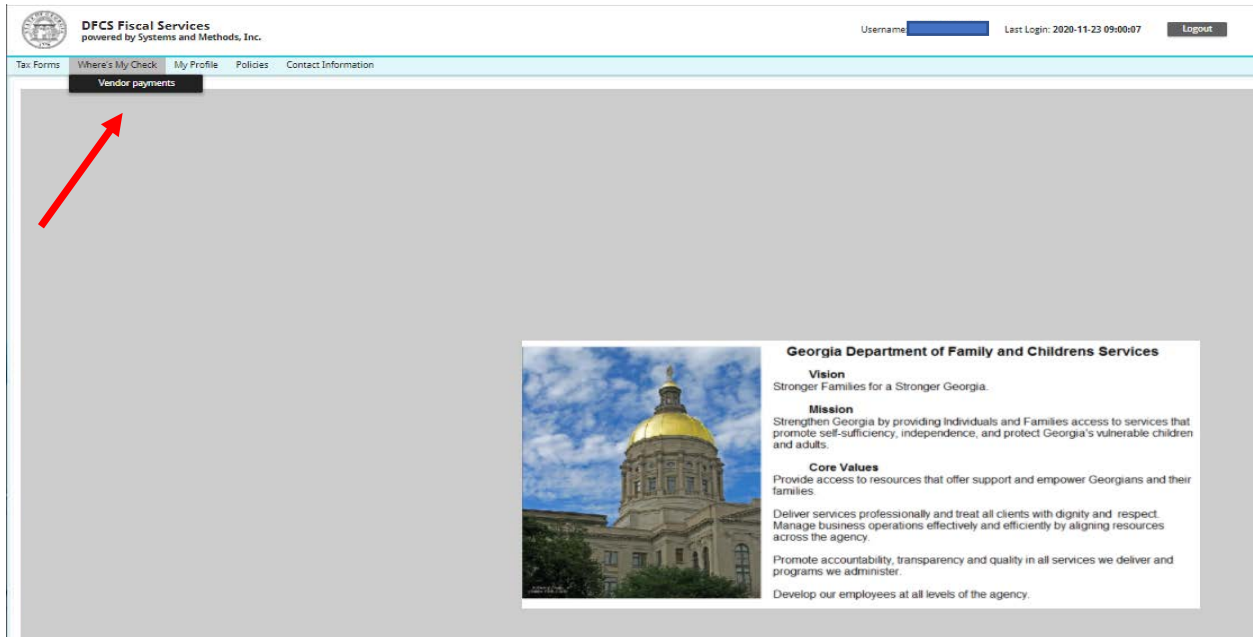 DFCS Fiscal Services
powered by Systems and Methods, Inc.
Username:
Last Login: 2020-11-23 09:00:07
Logout
Tax Forms
Where's My Check
My Profile
Policies
Contact Information
Vendor payments
Georgia Department of Family and Childrens Services
Vision
Stronger Families for a Stronger Georgia.
Mission
Strengthen Georgia by providing Individuals and Families access to services that
promote self-sufficiency, independence, and protect Georgia's vulnerable children
and adults.
Core Values
Provide access to resources that offer support and empower Georgians and their
families.
Deliver services professionally and treat all clients with dignity and respect.
Manage business operations effectively and efficiently by aligning resources
across the agency.
Promote accountability, transparency and quality in all services we deliver and
programs we administer.
Develop our employees at all levels of the agency.